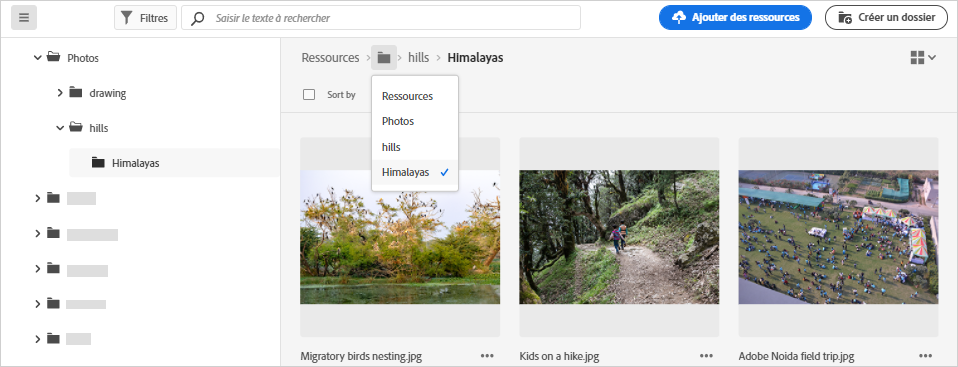 Filtres
Saisir le texte à rechercher
Ajouter des ressources
Créer un dossier
Photos
drawing
hills
Himalayas
Ressources > > hills > Himalayas
Sort by
Ressources
Photos
hills
Himalayas
Migratory birds nesting.jpg
Kids on a hike.jpg
Adobe Noida field trip.jpg